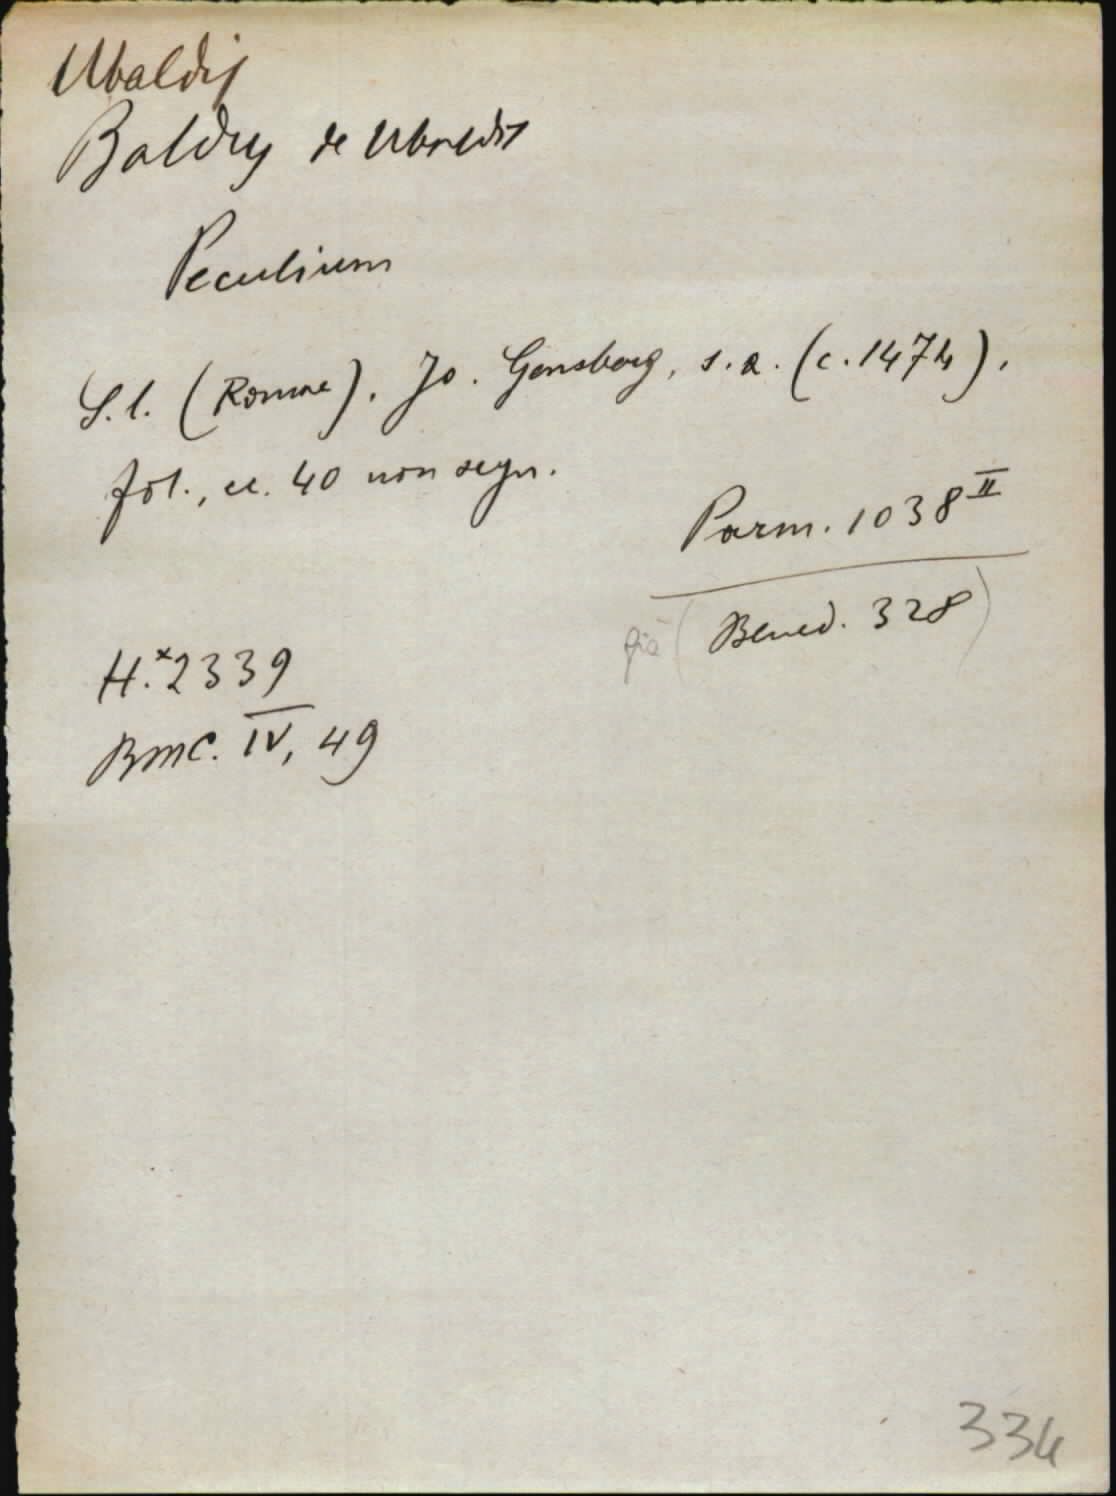 Ubaldis
Baldus de Ubaldis
Peculium
S.l. (Romae), Jo. Gensberg, s.a. (c. 1474),
fol., cc. 40 non segn.
Parm. 1038 II
già (Bened. 328)
H.*2339
BMC. IV, 49
334